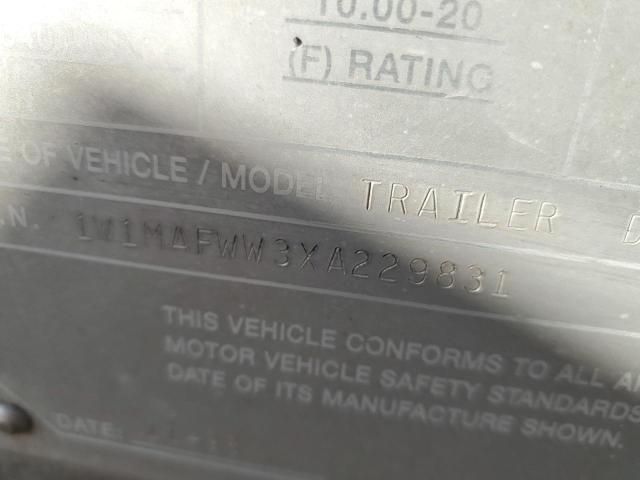 10.00-20
(F) RATING
OF VEHICLE / MODEL TRAILER
.N. 1W1MAFWW3XA229831
THIS VEHICLE CONFORMS TO ALL
MOTOR VEHICLE SAFETY STANDARDS
DATE OF ITS MANUFACTURE SHOWN.
DATE: